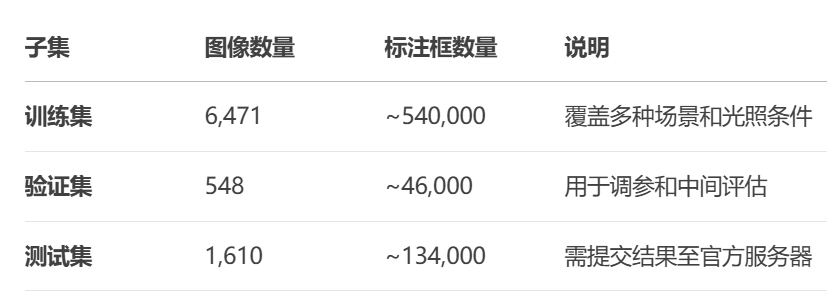 子集 图像数量 标注框数量 说明
训练集 6,471 ~540,000 覆盖多种场景和光照条件
验证集 548 ~46,000 用于调参和中间评估
测试集 1,610 ~134,000 需提交结果至官方服务器